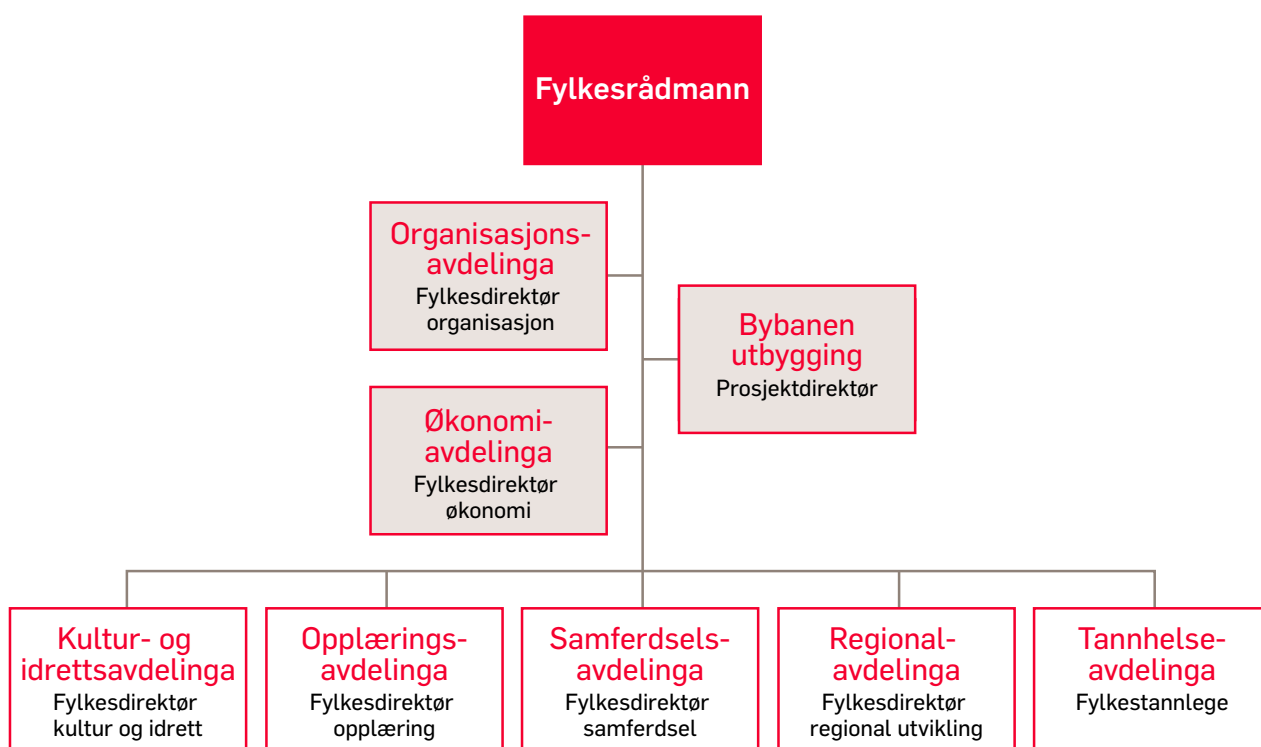 Fylkesrådmann
Organisasjons-
avdelinga
Fylkesdirektør
organisasjon
Bybanen
utbygging
Prosjektdirektør
Økonomi-
avdelinga
Fylkesdirektør
økonomi
Kultur- og
idrettsavdelinga
Fylkesdirektør
kultur og idrett
Opplærings-
avdelinga
Fylkesdirektør
opplæring
Samferdsels-
avdelinga
Fylkesdirektør
samferdsel
Regional-
avdelinga
Fylkesdirektør
regional utvikling
Tannhelse-
avdelinga
Fylkestannlege